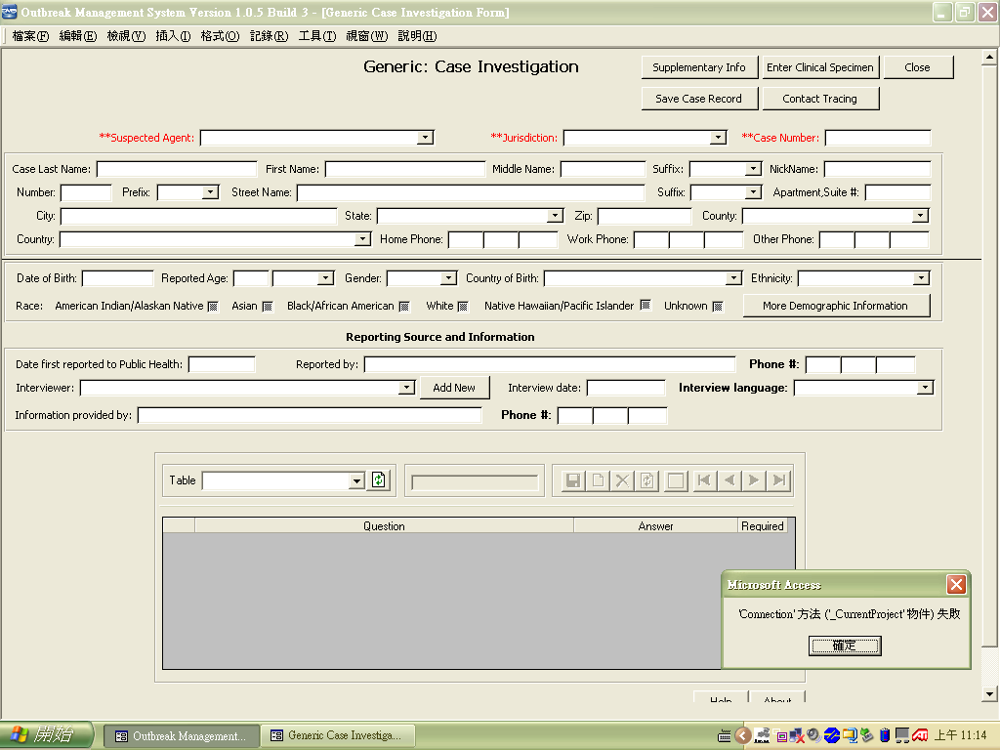 Outbreak Management System Version 1.0.5 Build 3 - [Generic Case Investigation Form]
檔案(F) 編輯(E) 檢視(V) 插入(I) 格式(O) 記錄(R) 工具(T) 視窗(W) 說明(H)
Generic: Case Investigation
Supplementary Info Enter Clinical Specimen Close
Save Case Record Contact Tracing
**Suspected Agent: **Jurisdiction: **Case Number:
Case Last Name: First Name: Middle Name: Suffix: NickName:
Number: Prefix: Street Name: Suffix: Apartment,Suite #:
City: State: Zip: County:
Country: Home Phone: Work Phone: Other Phone:
Date of Birth: Reported Age: Gender: Country of Birth: Ethnicity:
Race: American Indian/Alaskan Native Asian Black/African American White Native Hawaiian/Pacific Islander Unknown More Demographic Information
Reporting Source and Information
Date first reported to Public Health: Reported by: Phone #:
Interviewer: Add New Interview date: Interview language:
Information provided by: Phone #:
Table
Question Answer Required
Microsoft Access
'Connection' 方法 ('_CurrentProject' 物件) 失敗
確定
Help About
開始 Outbreak Management... Generic Case Investiga... 上午 11:14